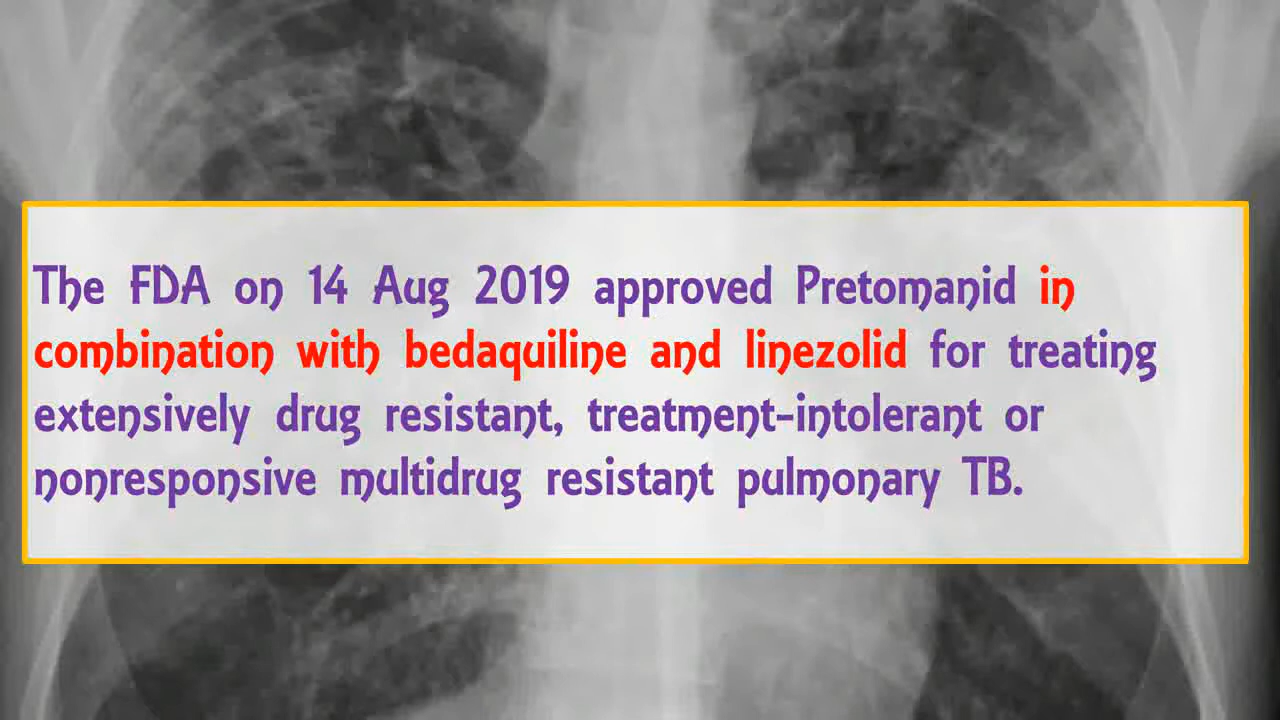 The FDA on 14 Aug 2019 approved Pretomanid in
combination with bedaquiline and linezolid for treating
extensively drug resistant, treatment-intolerant or
nonresponsive multidrug resistant pulmonary TB.